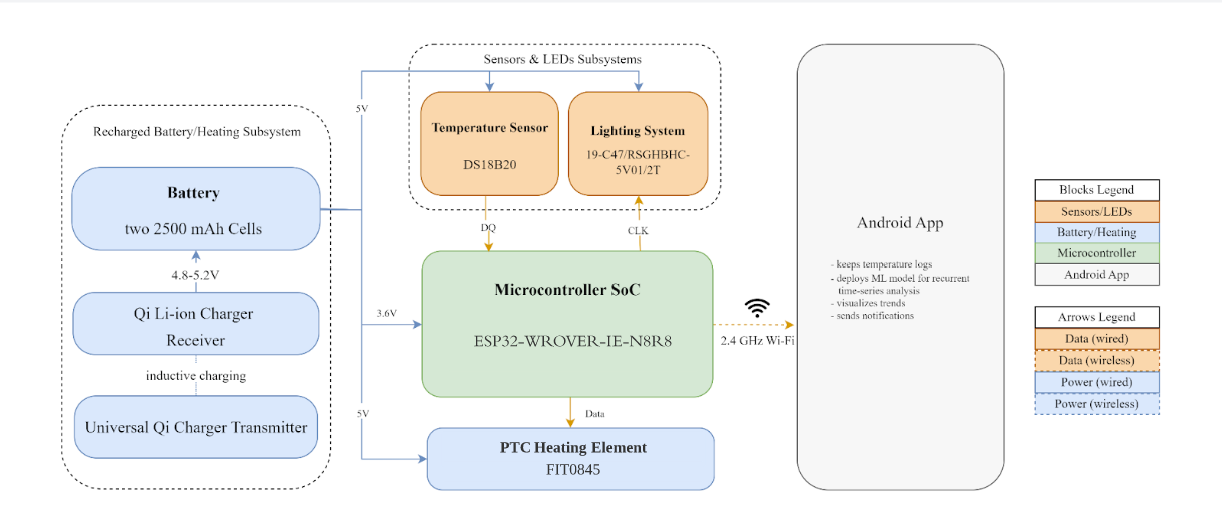 Recharged Battery/Heating Subsystem
Battery
two 2500 mAh Cells
4.8-5.2V
Qi Li-ion Charger
Receiver
inductive charging
Universal Qi Charger Transmitter
5V
3.6V
5V
Sensors & LEDs Subsystems
Temperature Sensor
DS18B20
Lighting System
19-C47/RSGHBHC-
5V01/2T
DQ
CLK
Microcontroller SoC
ESP32-WROVER-IE-N8R8
Data
PTC Heating Element
FIT0845
2.4 GHz Wi-Fi
Android App
- keeps temperature logs
- deploys ML model for recurrent
time-series analysis
- visualizes trends
- sends notifications
Blocks Legend
Sensors/LEDs
Battery/Heating
Microcontroller
Android App
Arrows Legend
Data (wired)
Data (wireless)
Power (wired)
Power (wireless)